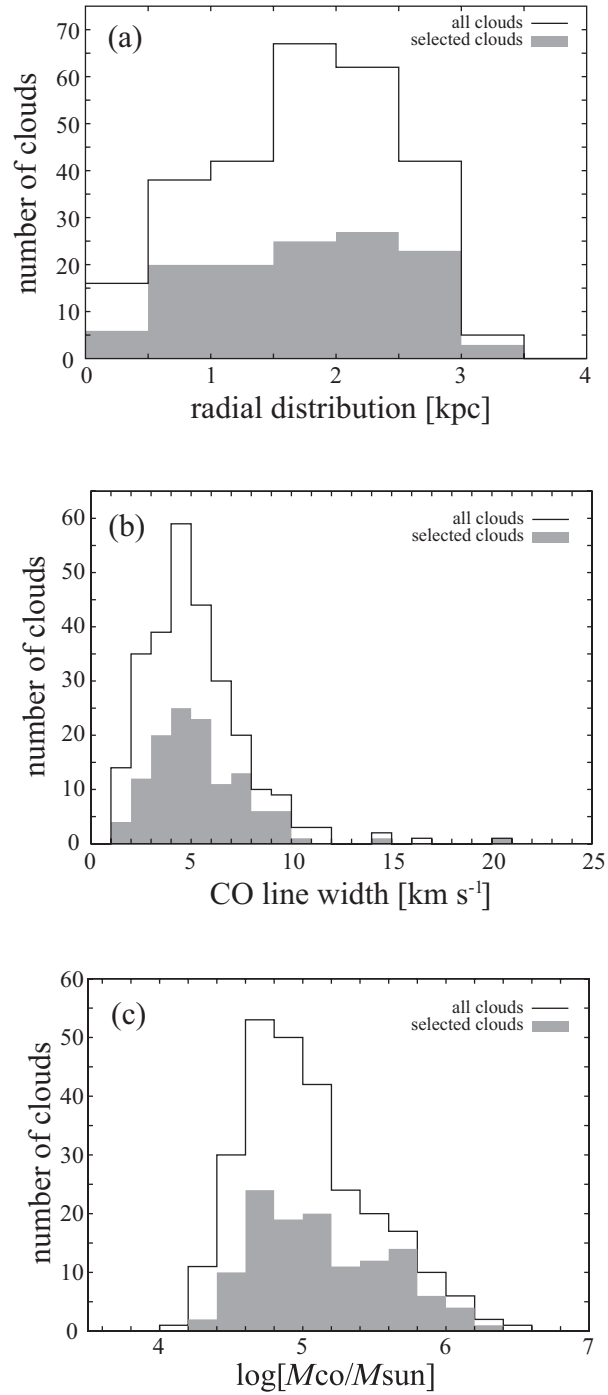 (a)
all clouds
selected clouds
number of clouds
70
60
50
40
30
20
10
0
0 1 2 3 4
radial distribution [kpc]
(b)
all clouds
selected clouds
number of clouds
60
50
40
30
20
10
0
0 5 10 15 20 25
CO line width [km s⁻¹]
(c)
all clouds
selected clouds
number of clouds
60
50
40
30
20
10
0
4 5 6 7
log[Mco/Msun]